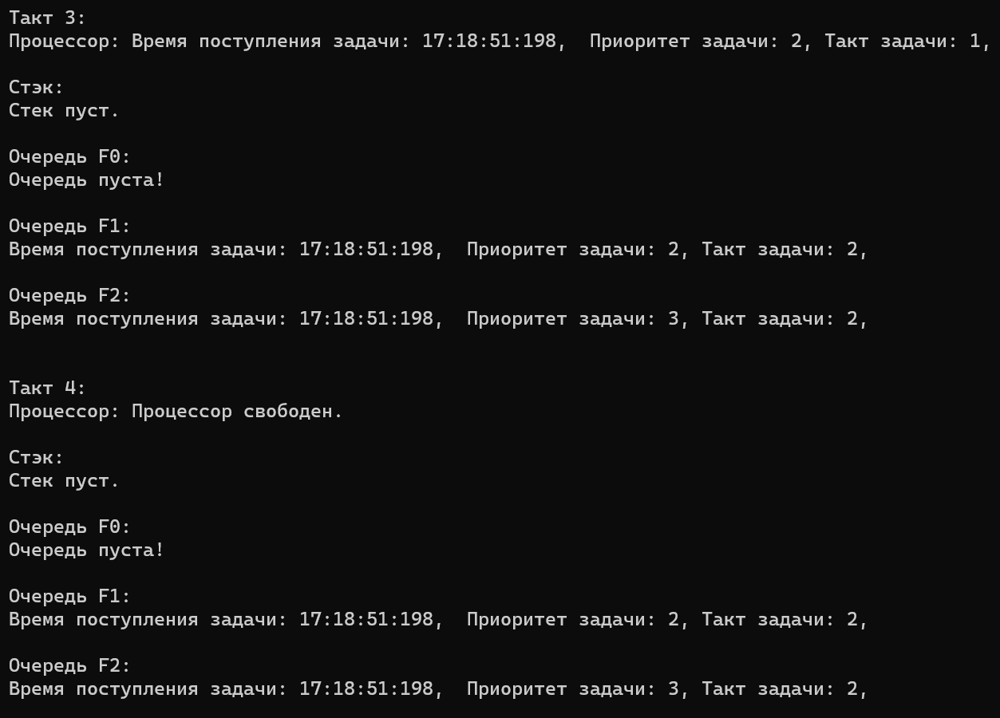 Такт 3:
Процессор: Время поступления задачи: 17:18:51:198,  Приоритет задачи: 2, Такт задачи: 1,
Стэк:
Стек пуст.
Очередь F0:
Очередь пуста!
Очередь F1:
Время поступления задачи: 17:18:51:198,  Приоритет задачи: 2, Такт задачи: 2,
Очередь F2:
Время поступления задачи: 17:18:51:198,  Приоритет задачи: 3, Такт задачи: 2,
Такт 4:
Процессор: Процессор свободен.
Стэк:
Стек пуст.
Очередь F0:
Очередь пуста!
Очередь F1:
Время поступления задачи: 17:18:51:198,  Приоритет задачи: 2, Такт задачи: 2,
Очередь F2:
Время поступления задачи: 17:18:51:198,  Приоритет задачи: 3, Такт задачи: 2,